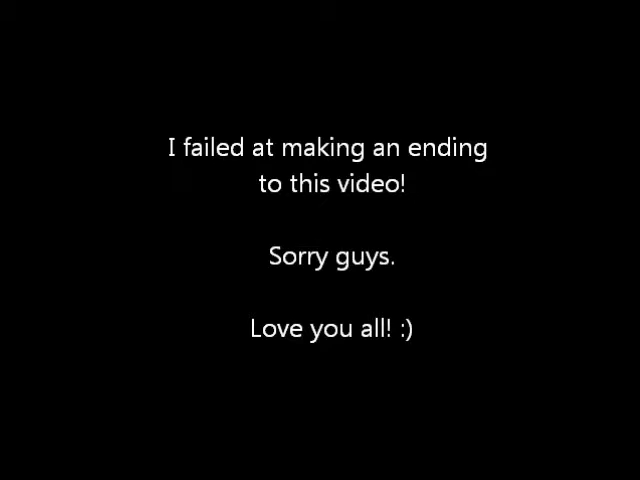 I failed at making an ending
to this video!
Sorry guys.
Love you all! :)